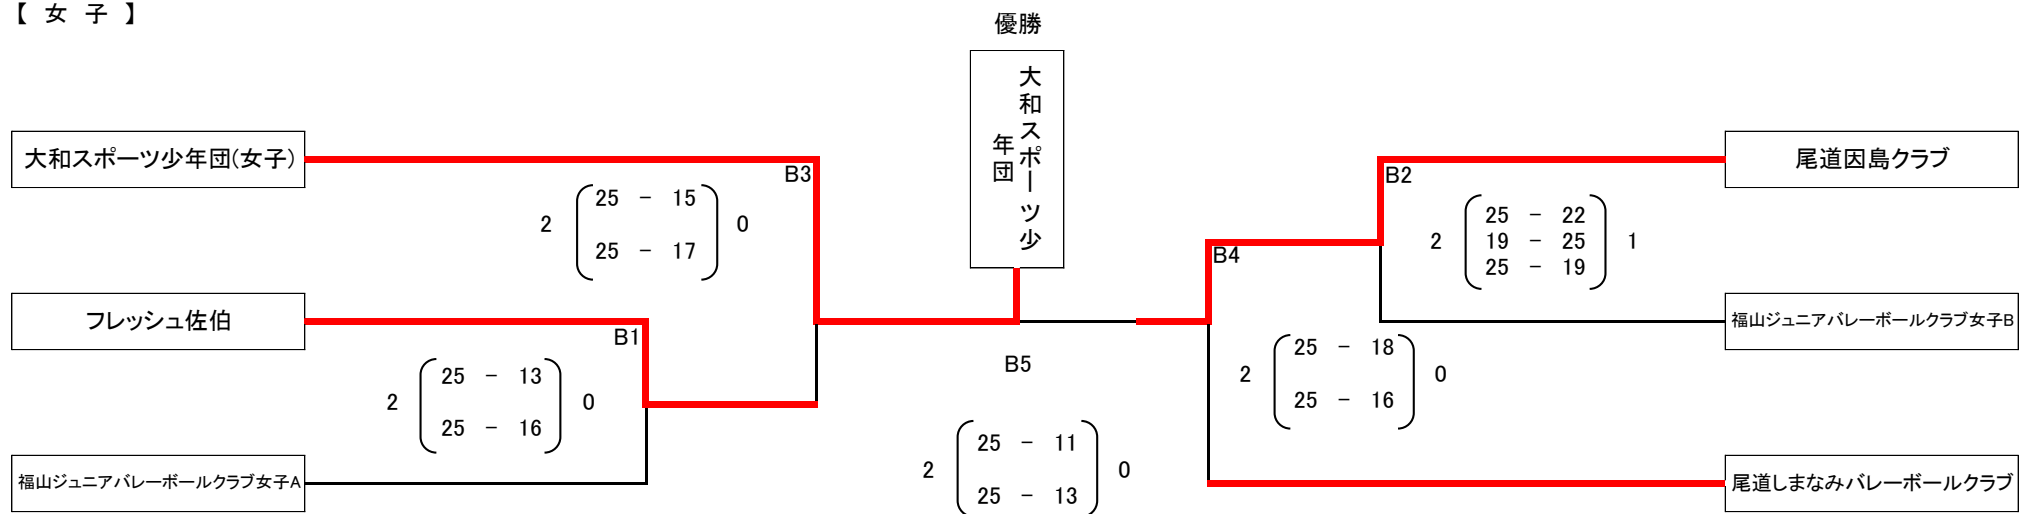 【 女 子 】
優勝
大和スポーツ少
年団
大和スポーツ少年団(女子)
フレッシュ佐伯
福山ジュニアバレーボールクラブ女子A
B3
2 25 － 15 0
25 － 17
B1
2 25 － 13 0
25 － 16
B5
2 25 － 11 0
25 － 13
B4
2 25 － 18 0
25 － 16
B2
25 － 22
2 19 － 25 1
25 － 19
尾道因島クラブ
福山ジュニアバレーボールクラブ女子B
尾道しまなみバレーボールクラブ